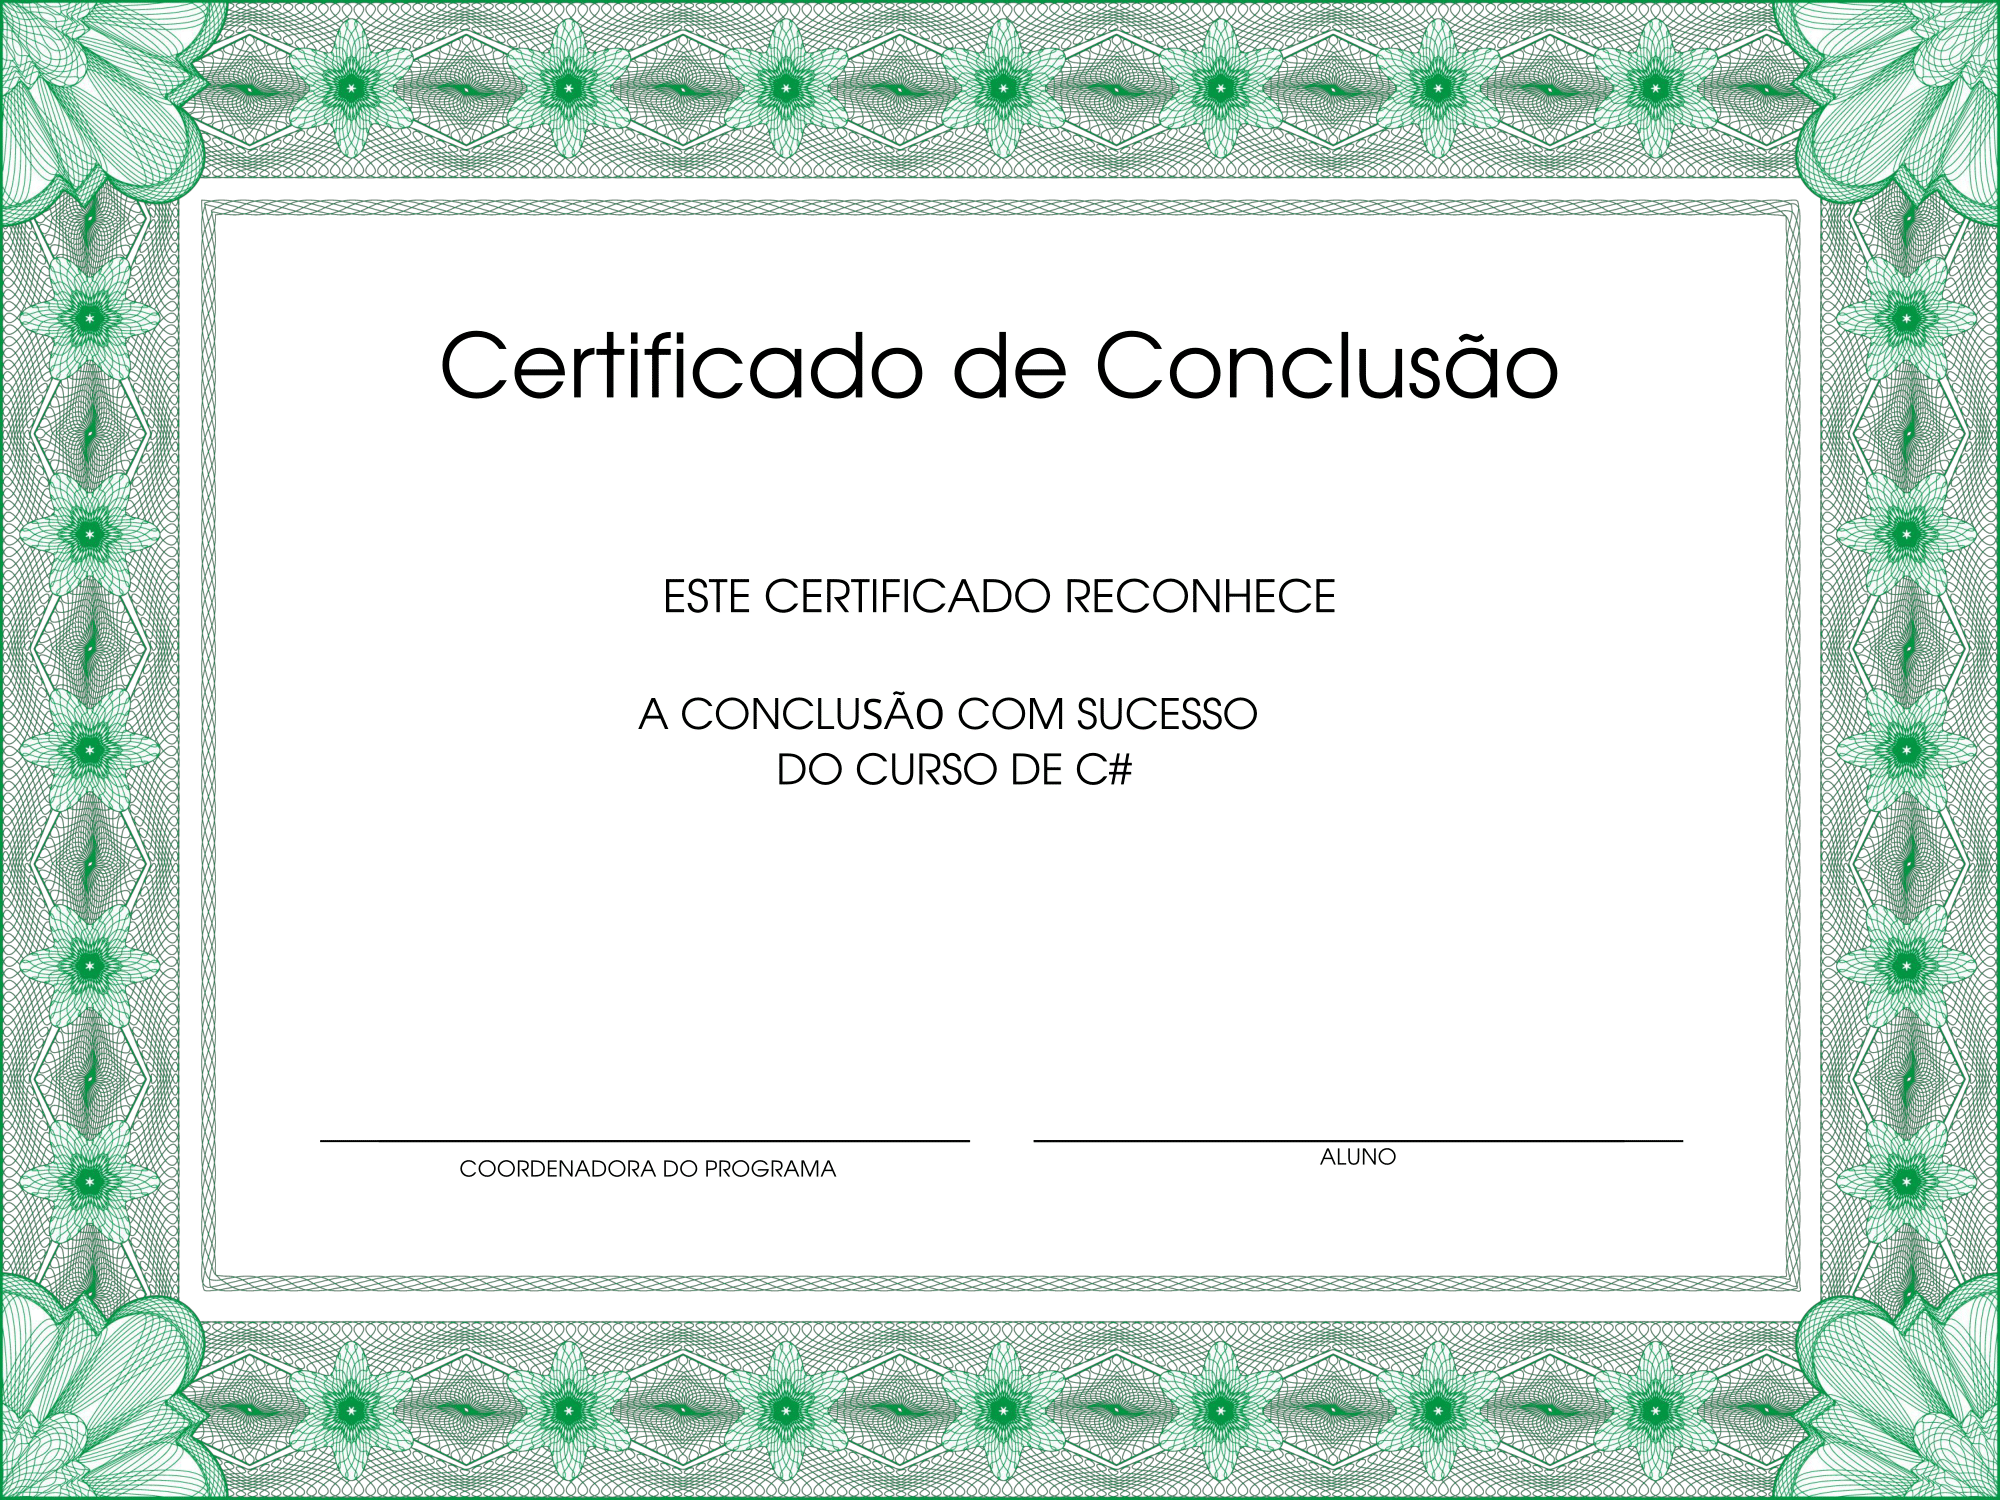 Certificado de Conclusão
ESTE CERTIFICADO RECONHECE
A CONCLUSÃO COM SUCESSO
DO CURSO DE C#
COORDENADORA DO PROGRAMA
ALUNO